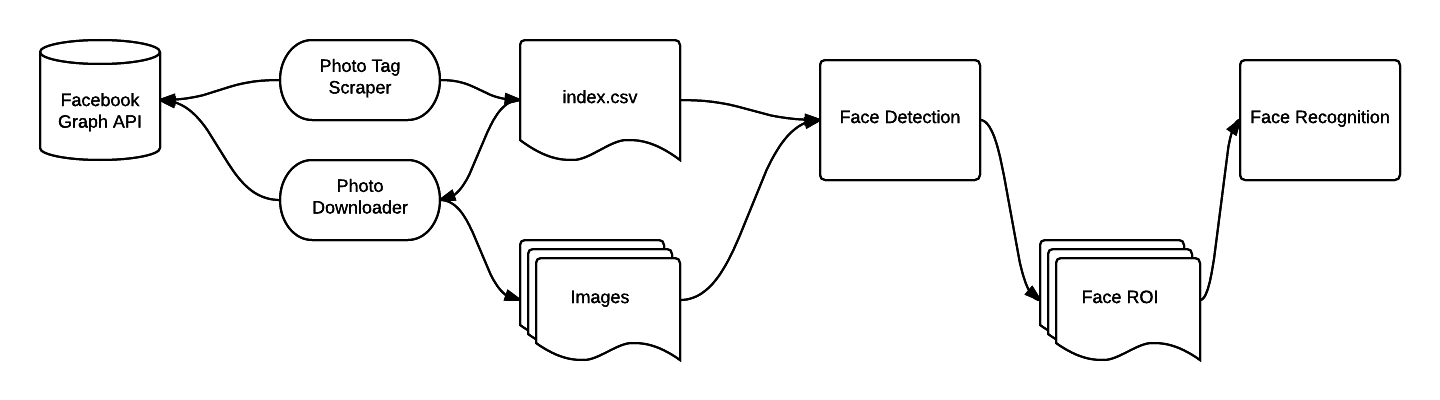 Facebook
Graph API
Photo Tag
Scraper
Photo
Downloader
index.csv
Images
Face Detection
Face ROI
Face Recognition